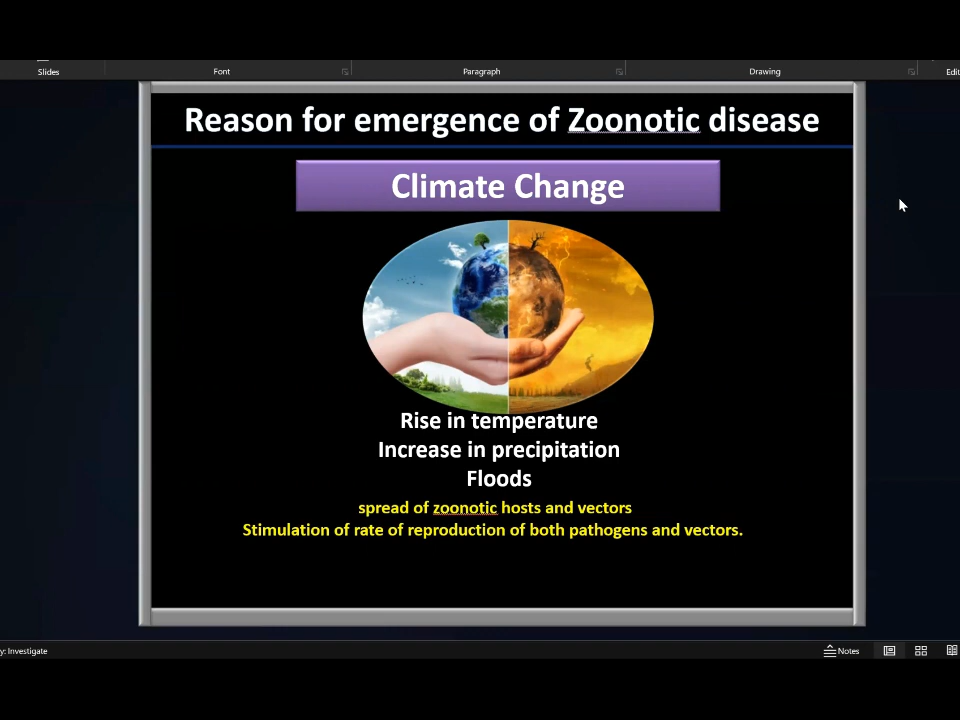 Slides
Font
Paragraph
Drawing
Reason for emergence of Zoonotic disease
Climate Change
Rise in temperature
Increase in precipitation
Floods
spread of zoonotic hosts and vectors
Stimulation of rate of reproduction of both pathogens and vectors.
y: Investigate
Notes